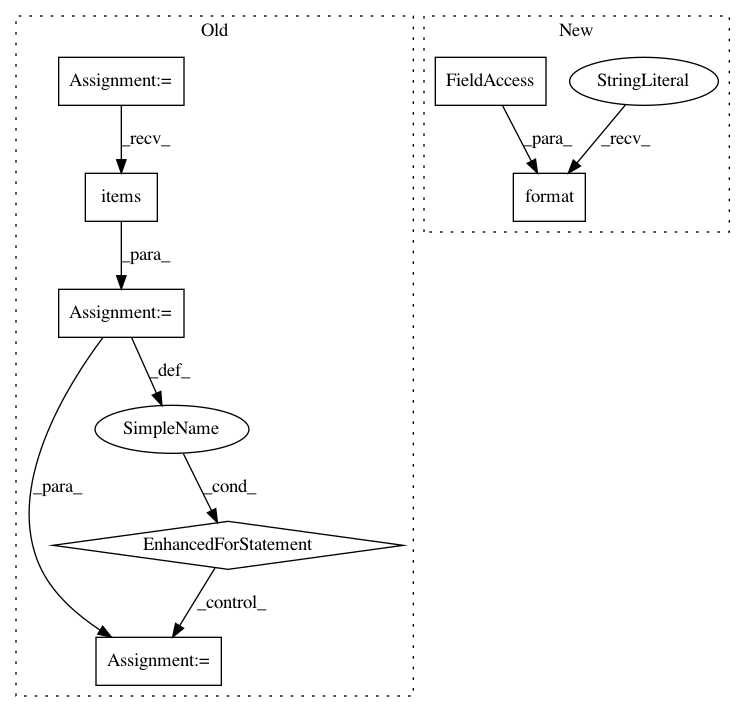 Old
New
Assignment:=
FieldAccess
StringLiteral
_recv_
_para_
_recv_
items
format
_para_
Assignment:=
_def_
SimpleName
_para_
_cond_
EnhancedForStatement
_control_
Assignment:=